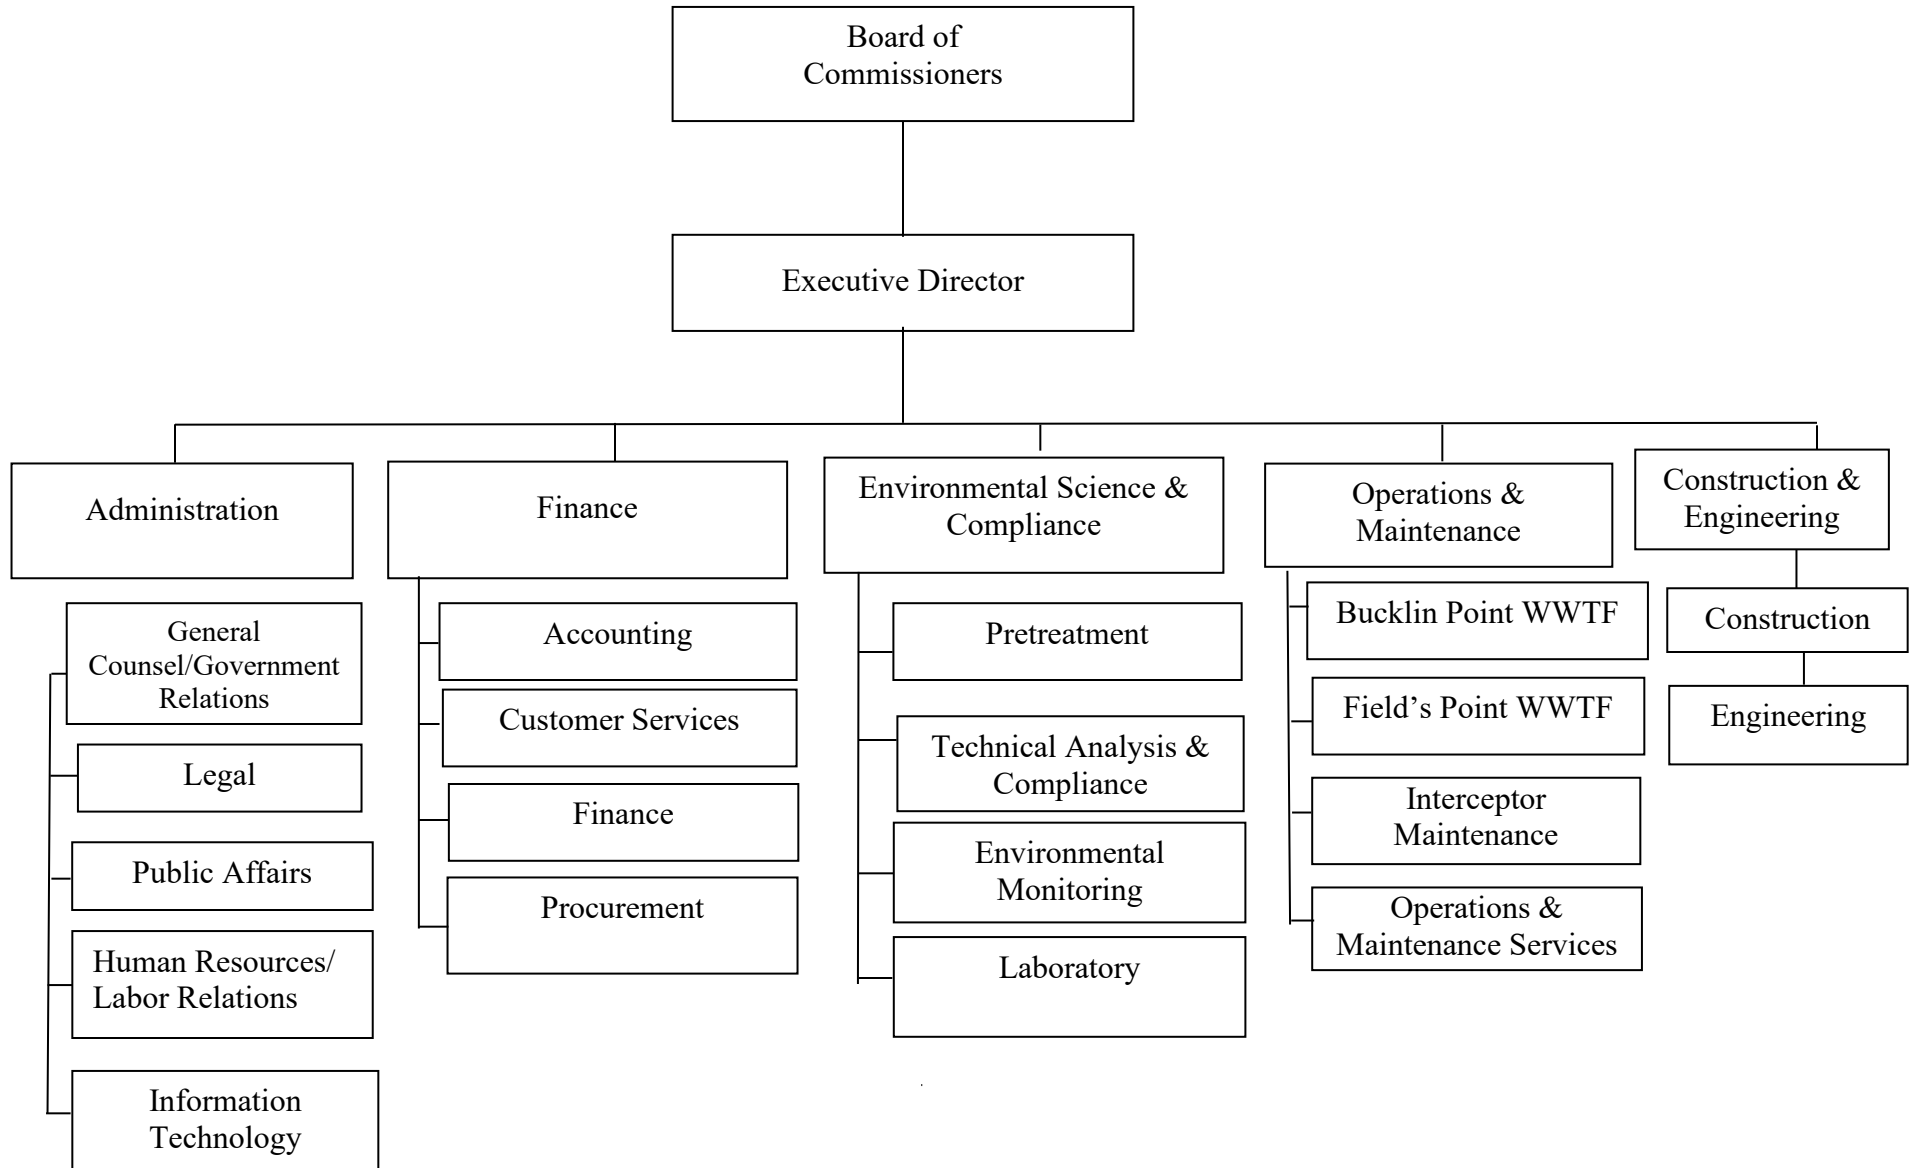 Board of
Commissioners
Executive Director
Administration
General
Counsel/Government
Relations
Legal
Public Affairs
Human Resources/
Labor Relations
Information
Technology
Finance
Accounting
Customer Services
Finance
Procurement
Environmental Science &
Compliance
Pretreatment
Technical Analysis &
Compliance
Environmental
Monitoring
Laboratory
Operations &
Maintenance
Bucklin Point WWTF
Field’s Point WWTF
Interceptor
Maintenance
Operations &
Maintenance Services
Construction &
Engineering
Construction
Engineering